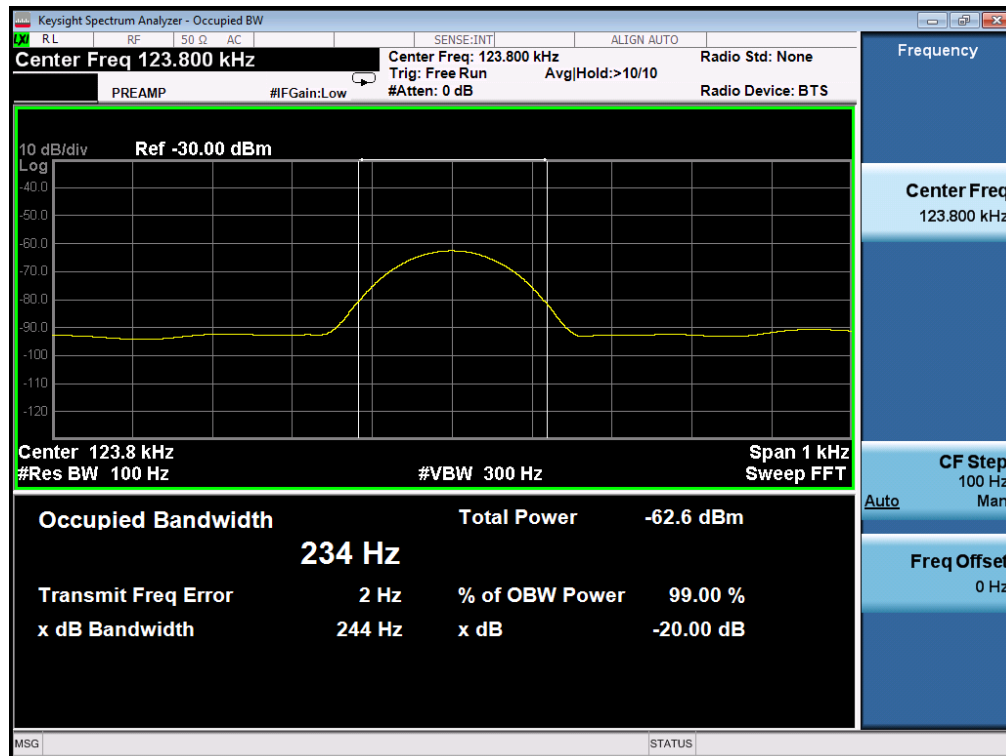 Keysight Spectrum Analyzer - Occupied BW
LXI RL RF 50 Ω AC SENSE:INT ALIGN AUTO
Center Freq 123.800 kHz
PREAMP #IFGain:Low
Center Freq: 123.800 kHz
Trig: Free Run Avg|Hold:>10/10
#Atten: 0 dB
Radio Std: None
Radio Device: BTS
10 dB/div Ref -30.00 dBm
Log
-40.0
-50.0
-60.0
-70.0
-80.0
-90.0
-100
-110
-120
Center 123.8 kHz Span 1 kHz
#Res BW 100 Hz #VBW 300 Hz Sweep FFT
Occupied Bandwidth Total Power -62.6 dBm
234 Hz
Transmit Freq Error 2 Hz % of OBW Power 99.00 %
x dB Bandwidth 244 Hz x dB -20.00 dB
MSG STATUS
Frequency
Center Freq
123.800 kHz
CF Step
100 Hz
Auto Man
Freq Offset
0 Hz